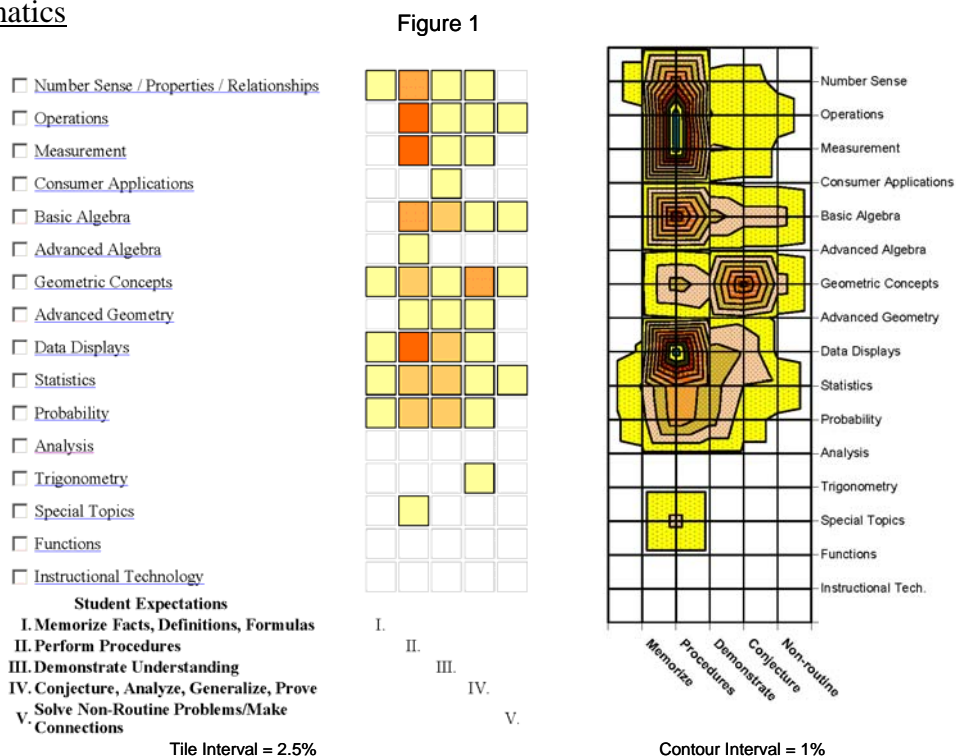 natics
Figure 1
Number Sense / Properties / Relationships
Operations
Measurement
Consumer Applications
Basic Algebra
Advanced Algebra
Geometric Concepts
Advanced Geometry
Data Displays
Statistics
Probability
Analysis
Trigonometry
Special Topics
Functions
Instructional Technology
Student Expectations
I. Memorize Facts, Definitions, Formulas I.
II. Perform Procedures II.
III. Demonstrate Understanding III.
IV. Conjecture, Analyze, Generalize, Prove IV.
V. Solve Non-Routine Problems/Make
Connections V.
Tile Interval = 2.5%
Number Sense
Operations
Measurement
Consumer Applications
Basic Algebra
Advanced Algebra
Geometric Concepts
Advanced Geometry
Data Displays
Statistics
Probability
Analysis
Trigonometry
Special Topics
Functions
Instructional Tech.
Memorize
Procedures
Demonstrate
Conjecture
Non-routine
Contour Interval = 1%